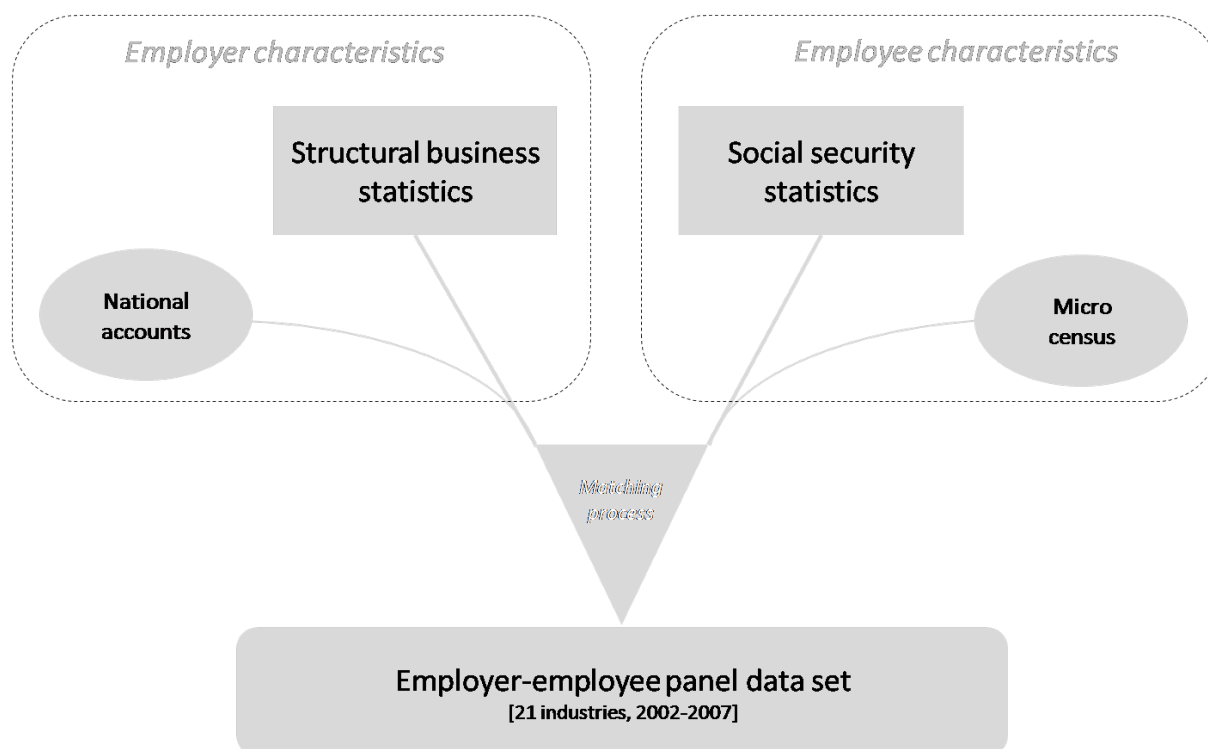 Employer characteristics
Structural business
statistics
National
accounts
Employee characteristics
Social security
statistics
Micro
census
Matching
process
Employer-employee panel data set
[21 industries, 2002-2007]